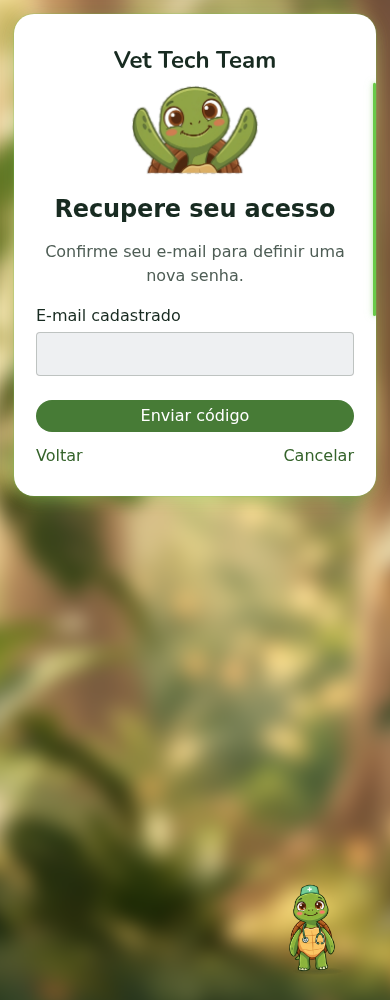 Vet Tech Team
Recupere seu acesso
Confirme seu e-mail para definir uma
nova senha.
E-mail cadastrado
Enviar código
Voltar
Cancelar